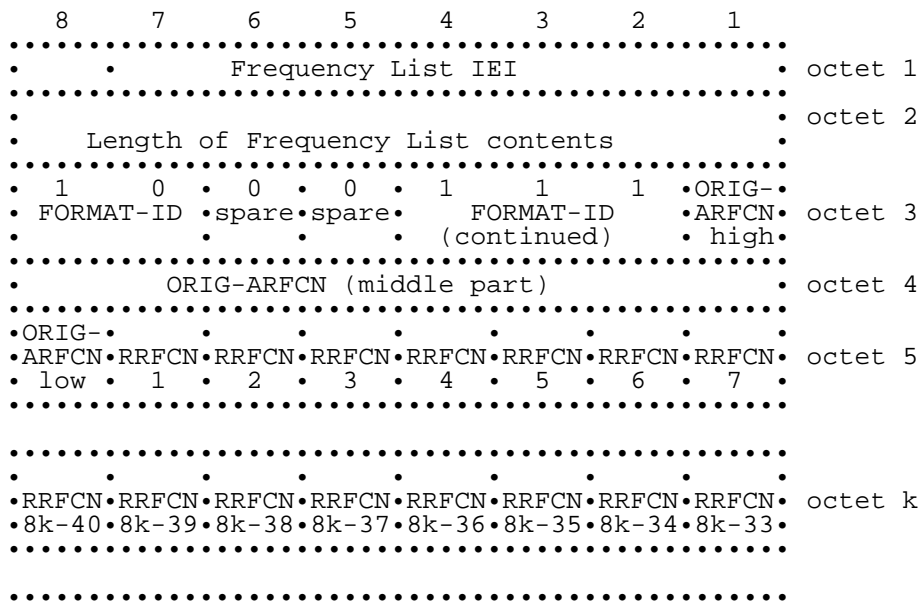 8 7 6 5 4 3 2 1
Frequency List IEI octet 1
octet 2
Length of Frequency List contents
1 0 0 0 1 1 1 ORIG-
FORMAT-ID spare spare FORMAT-ID ARFCN octet 3
(continued) high
ORIG-ARFCN (middle part) octet 4
ORIG-
ARFCN RRFCN RRFCN RRFCN RRFCN RRFCN RRFCN RRFCN octet 5
low 1 2 3 4 5 6 7
RRFCN RRFCN RRFCN RRFCN RRFCN RRFCN RRFCN RRFCN octet k
8k-40 8k-39 8k-38 8k-37 8k-36 8k-35 8k-34 8k-33